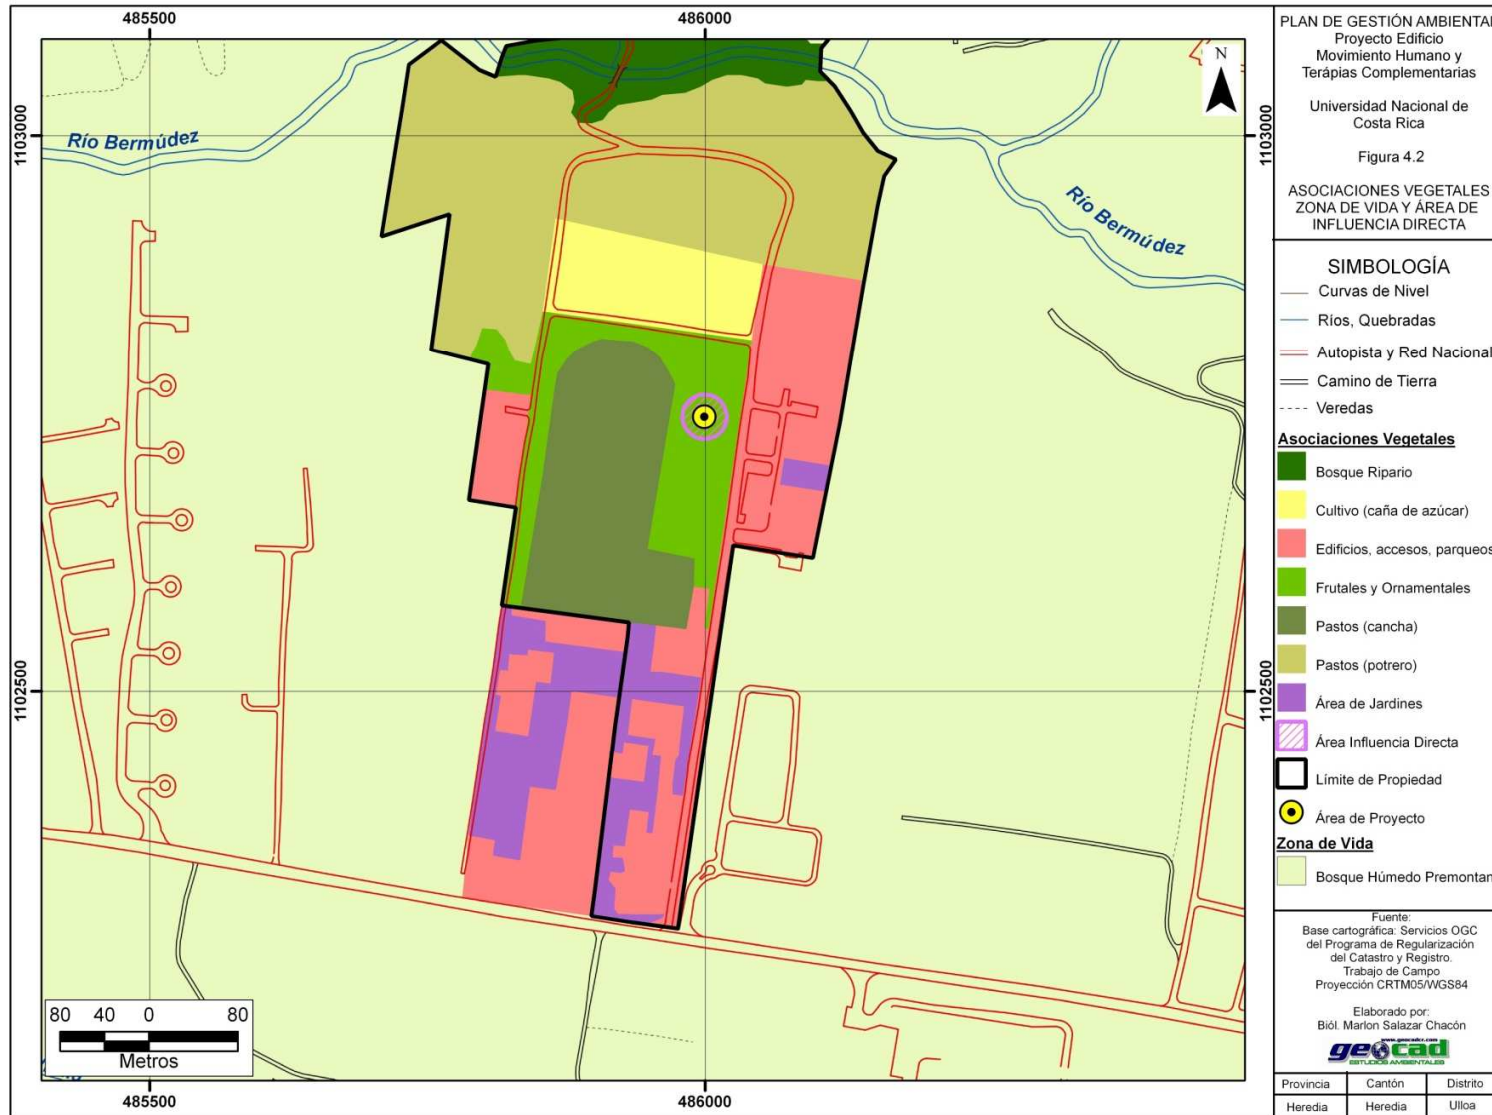 485500
486000
1103000
1103000
Río Bermúdez
Río Bermúdez
N
1102500
1102500
80 40 0 80
Metros
485500
486000
PLAN DE GESTIÓN AMBIENTAL
Proyecto Edificio
Movimiento Humano y
Terápias Complementarias
Universidad Nacional de
Costa Rica
Figura 4.2
ASOCIACIONES VEGETALES
ZONA DE VIDA Y ÁREA DE
INFLUENCIA DIRECTA
SIMBOLOGÍA
Curvas de Nivel
Ríos, Quebradas
Autopista y Red Nacional
Camino de Tierra
Veredas
Asociaciones Vegetales
Bosque Ripario
Cultivo (caña de azúcar)
Edificios, accesos, parqueos
Frutales y Ornamentales
Pastos (cancha)
Pastos (potrero)
Área de Jardines
Área Influencia Directa
Límite de Propiedad
Área de Proyecto
Zona de Vida
Bosque Húmedo Premontan
Fuente:
Base cartográfica: Servicios OGC
del Programa de Regularización
del Catastro y Registro.
Trabajo de Campo
Proyección CRTM05/WGS84
Elaborado por:
Biól. Marlon Salazar Chacón
www.geocadcr.com
geocad
ESTUDIOS AMBIENTALES
Provincia Cantón Distrito
Heredia Heredia Ulloa